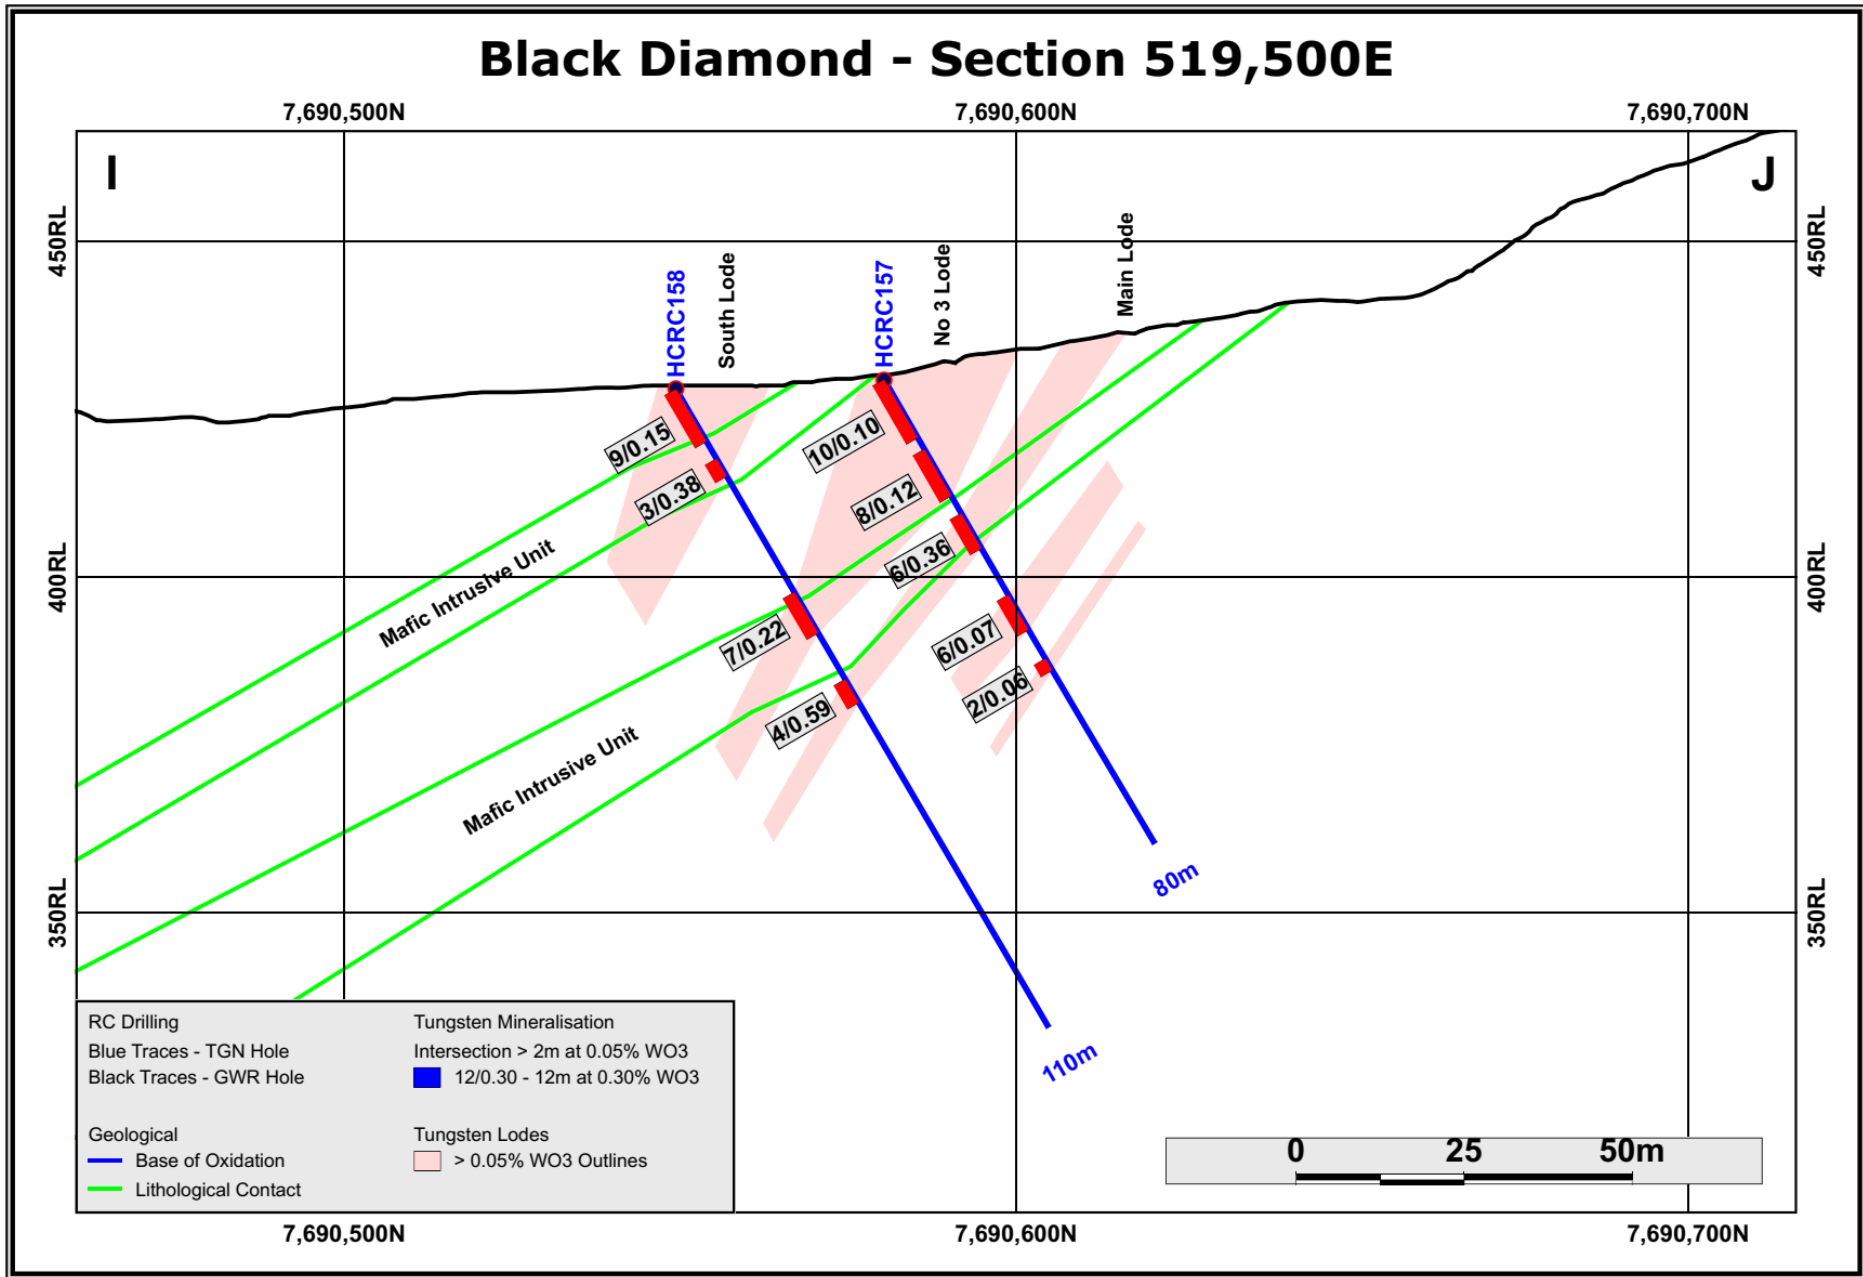 Black Diamond - Section 519,500E
7,690,500N
7,690,600N
7,690,700N
I
J
450RL
450RL
400RL
400RL
350RL
350RL
HCRC158
South Lode
HCRC157
No 3 Lode
Main Lode
9/0.15
3/0.38
7/0.22
4/0.59
10/0.10
8/0.12
6/0.36
6/0.07
2/0.06
Mafic Intrusive Unit
Mafic Intrusive Unit
80m
110m
RC Drilling
Blue Traces - TGN Hole
Black Traces - GWR Hole
Tungsten Mineralisation
Intersection > 2m at 0.05% WO3
12/0.30 - 12m at 0.30% WO3
Geological
Base of Oxidation
Lithological Contact
Tungsten Lodes
> 0.05% WO3 Outlines
0 25 50m
7,690,500N
7,690,600N
7,690,700N